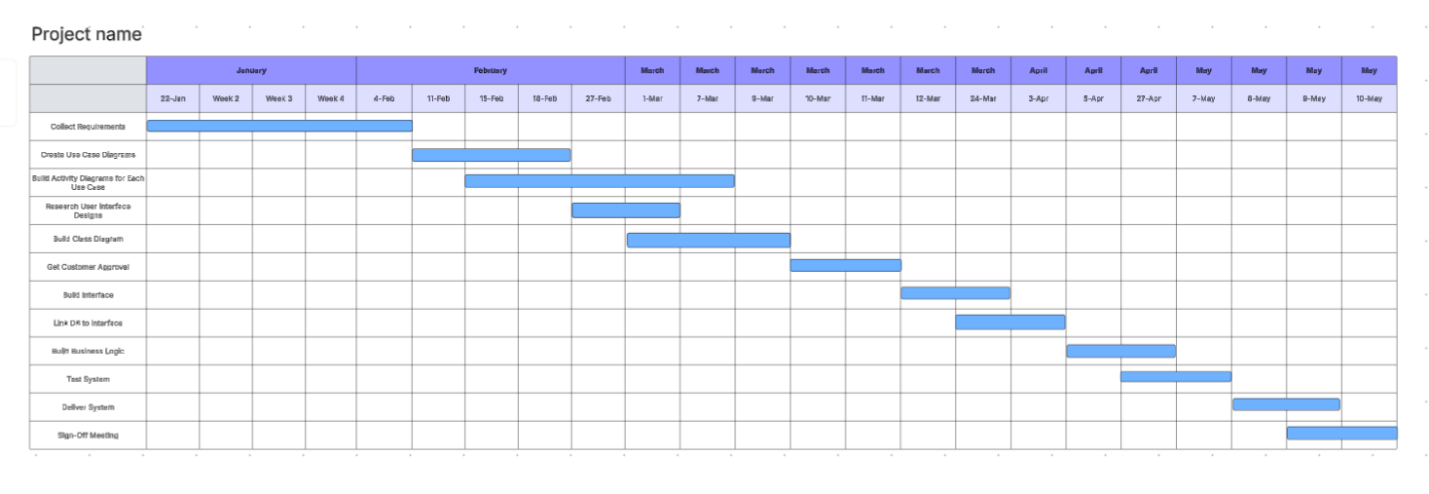 Project name
January February March March March March March March March April April April May May May May
22-Jan Week 2 Week 3 Week 4 4-Feb 11-Feb 15-Feb 18-Feb 27-Feb 1-Mar 7-Mar 9-Mar 10-Mar 11-Mar 12-Mar 24-Mar 3-Apr 5-Apr 27-Apr 7-May 8-May 9-May 10-May
Collect Requirements
Create Use Case Diagrams
Build Activity Diagrams for Each
Use Case
Research User Interface
Designs
Build Class Diagram
Get Customer Approval
Build Interface
Link DB to Interface
Built Business Logic
Test System
Deliver System
Sign-Off Meeting